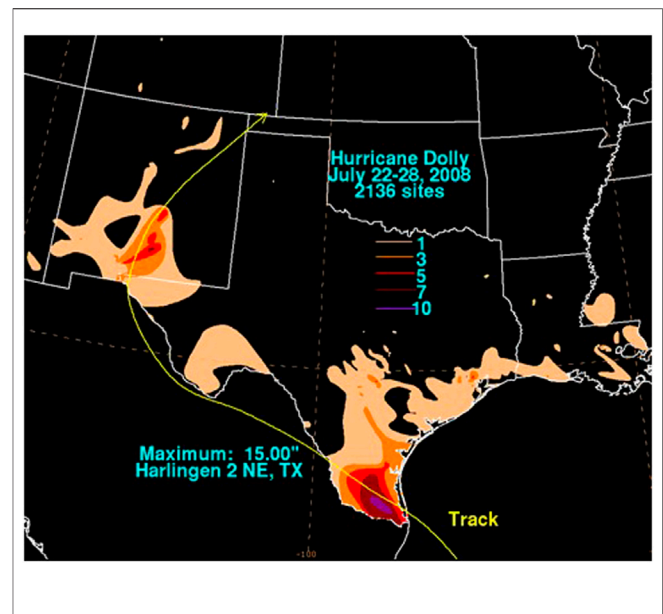 Hurricane Dolly
July 22-28, 2008
2136 sites
1
3
5
7
10
Maximum:  15.00"
Harlingen 2 NE, TX
Track
-100